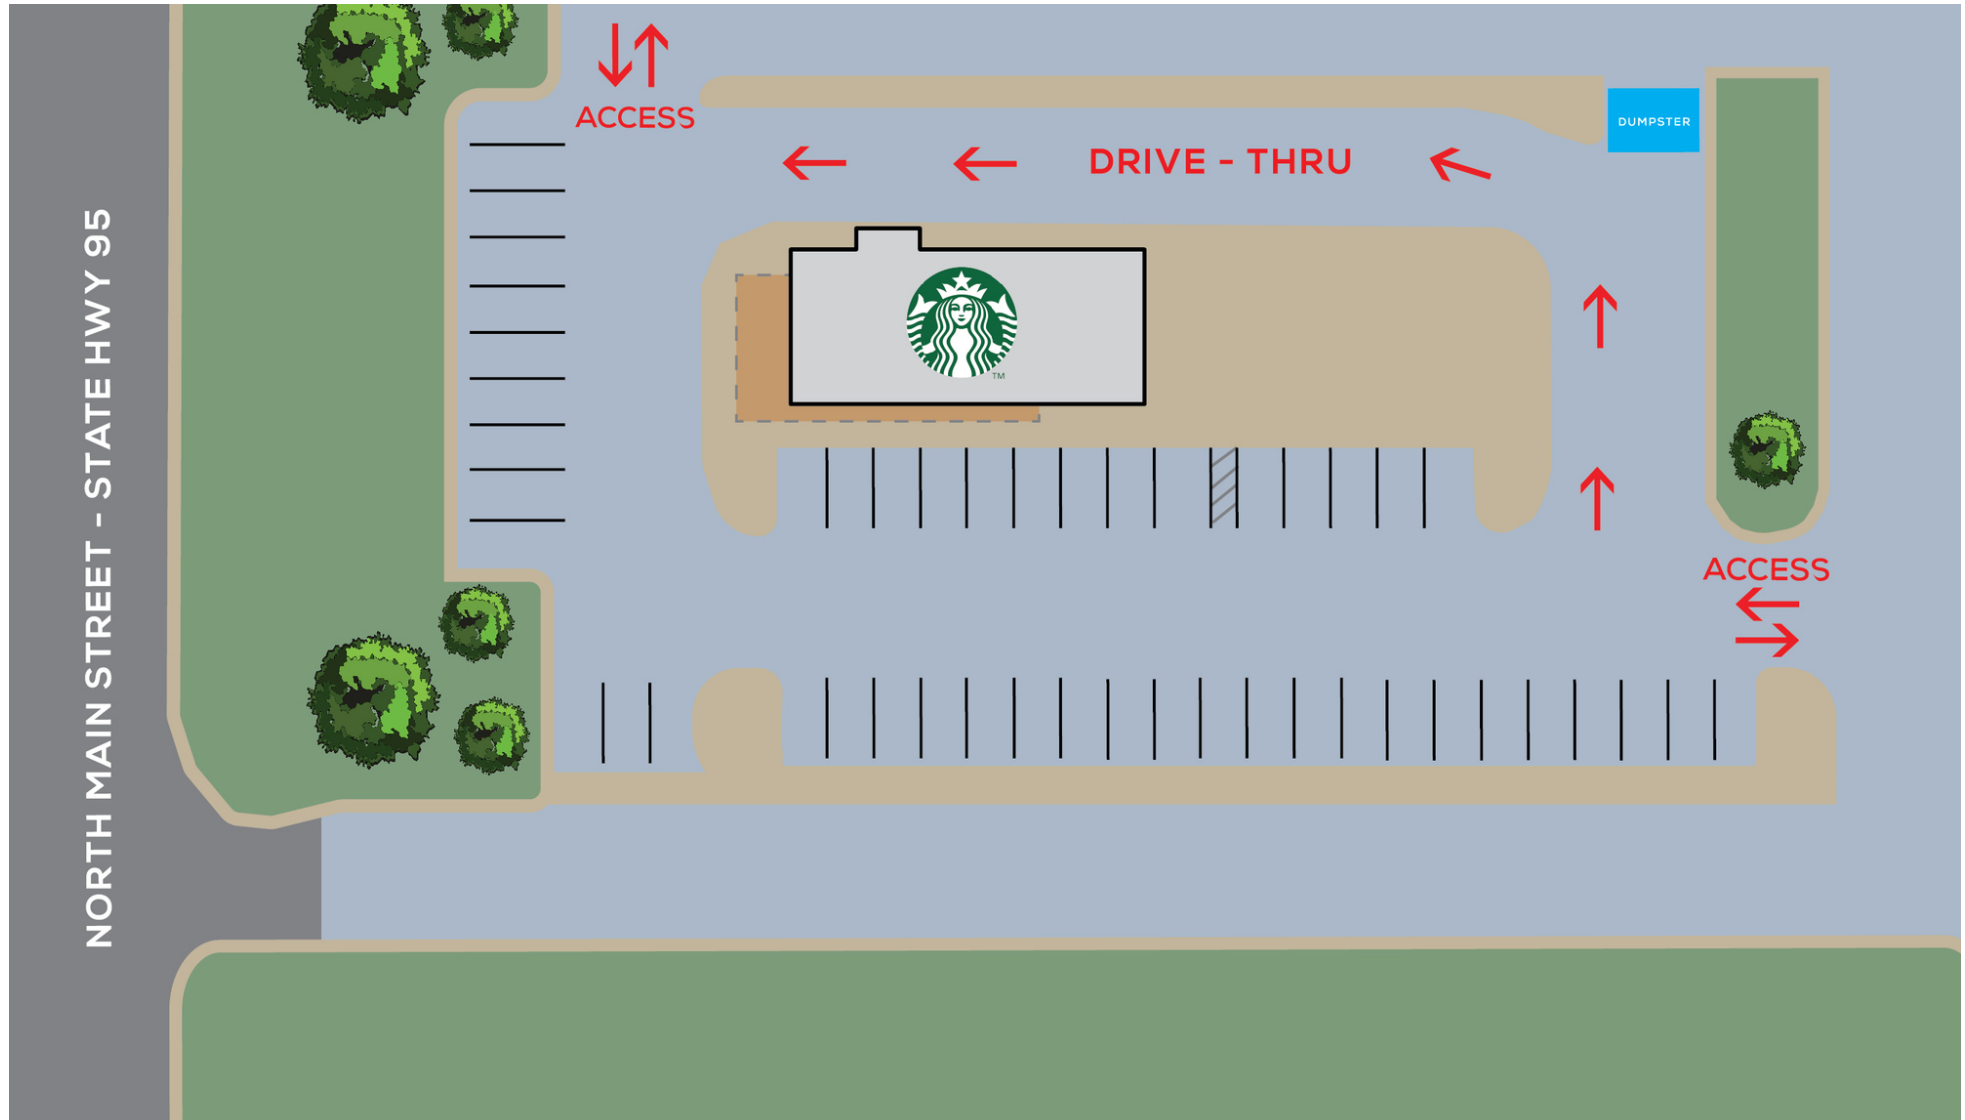 ACCESS
DUMPSTER
DRIVE - THRU
NORTH MAIN STREET - STATE HWY 95
TM
ACCESS